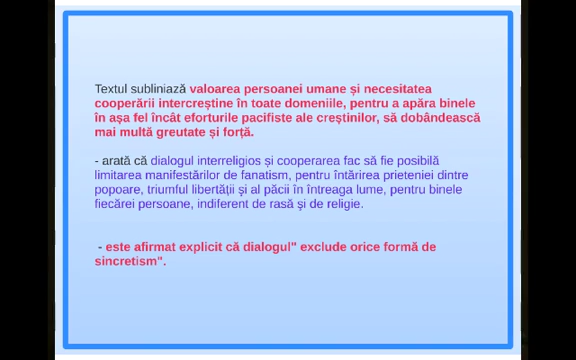 Textul subliniază valoarea persoanei umane și necesitatea
cooperării intercreștine în toate domeniile, pentru a apăra binele
în așa fel încât eforturile pacifiste ale creștinilor, să dobândească
mai multă greutate și forță.
- arată că dialogul interreligios și cooperarea fac să fie posibilă
limitarea manifestărilor de fanatism, pentru întărirea prieteniei dintre
popoare, triumful libertăţii şi al păcii în întreaga lume, pentru binele
fiecărei persoane, indiferent de rasă şi de religie.
- este afirmat explicit că dialogul" exclude orice formă de
sincretism".